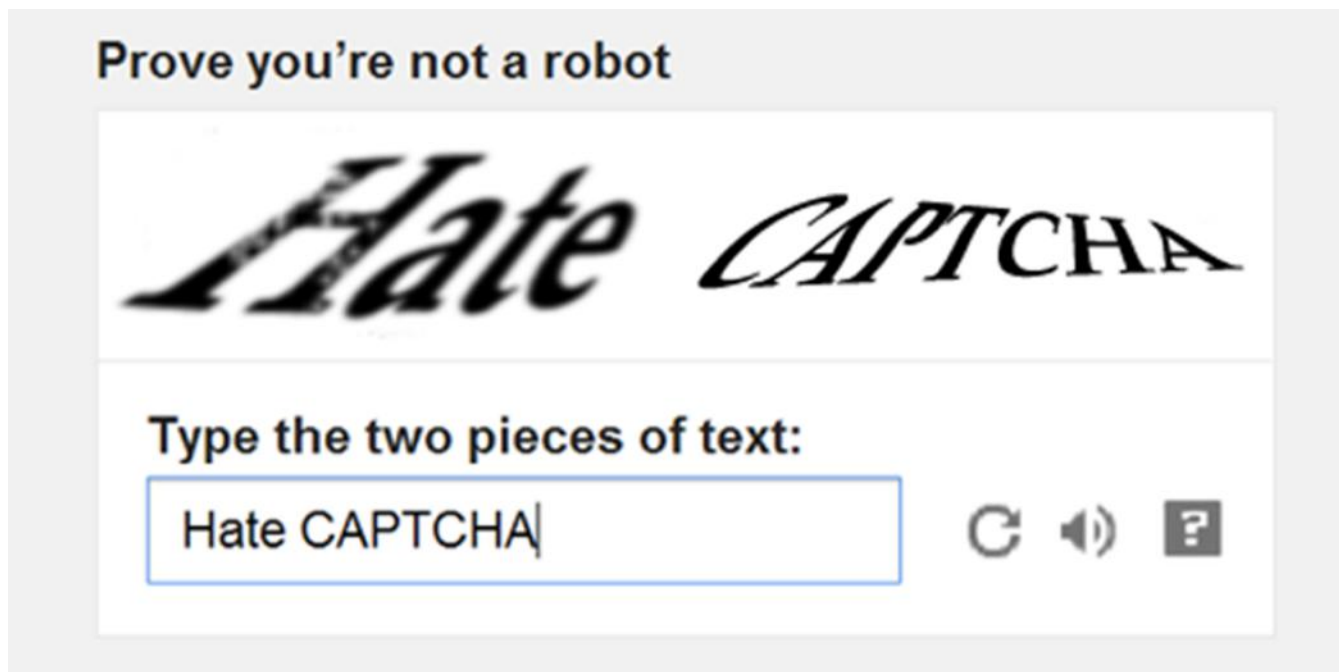 Prove you're not a robot
Hate CAPTCHA
Type the two pieces of text:
Hate CAPTCHA
?